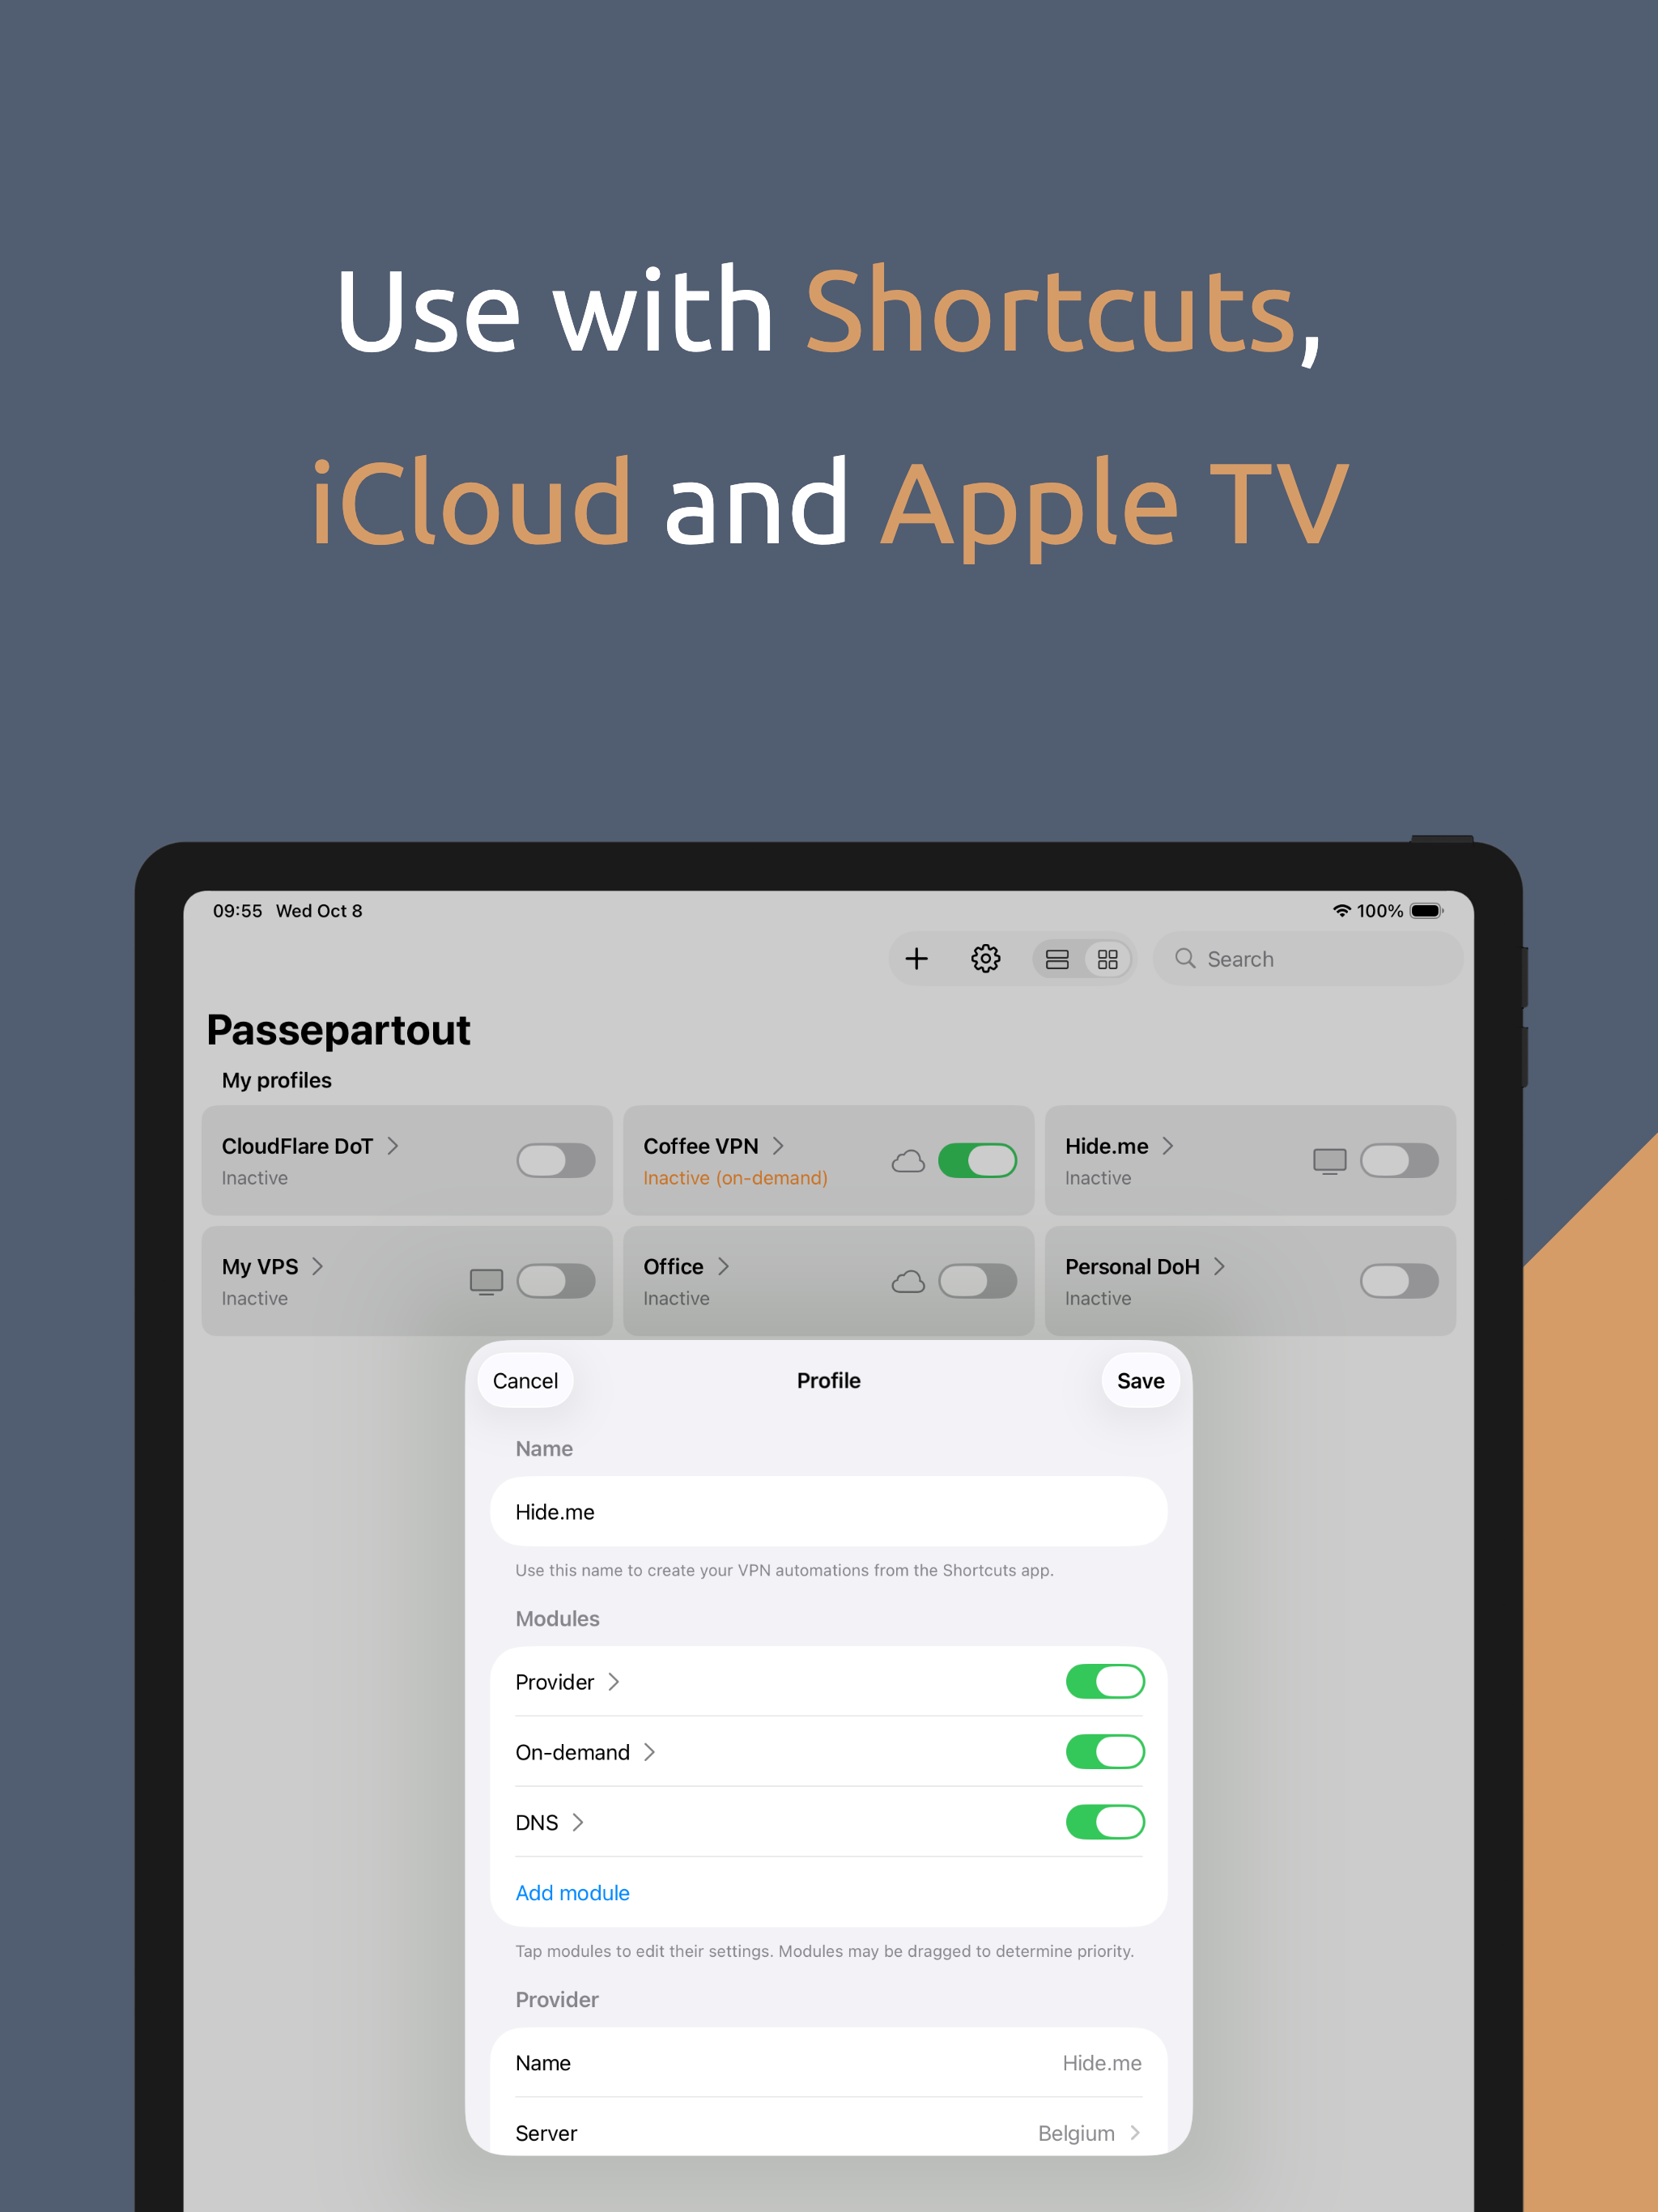 Use with Shortcuts,
iCloud and Apple TV
09:55 Wed Oct 8
100%
Search
Passepartout
My profiles
CloudFlare DoT
Inactive
Coffee VPN
Inactive (on-demand)
Hide.me
Inactive
My VPS
Inactive
Office
Inactive
Personal DoH
Inactive
Cancel
Profile
Save
Name
Hide.me
Use this name to create your VPN automations from the Shortcuts app.
Modules
Provider
On-demand
DNS
Add module
Tap modules to edit their settings. Modules may be dragged to determine priority.
Provider
Name Hide.me
Server Belgium